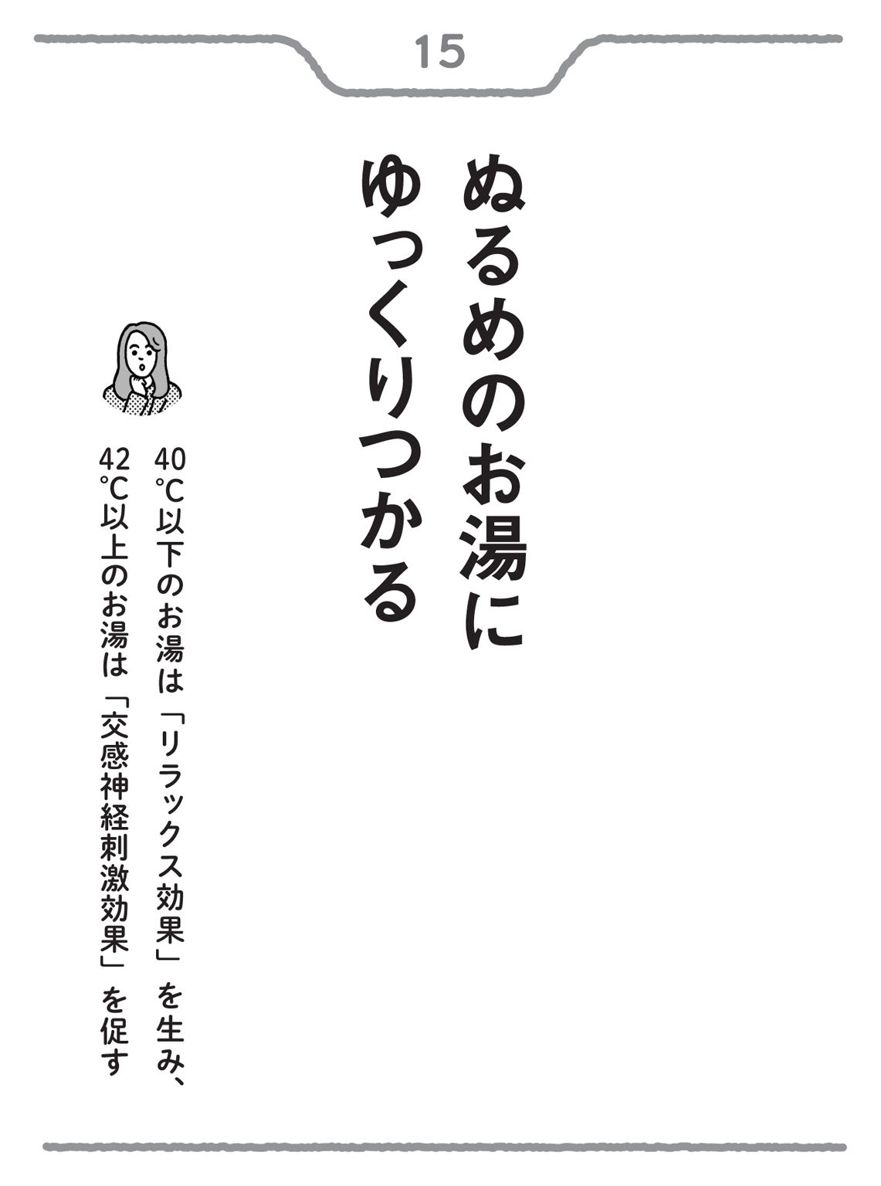 15
ぬるめのお湯に
ゆっくりつかる
40℃以下のお湯は「リラックス効果」を生み、
42℃以上のお湯は「交感神経刺激効果」を促す